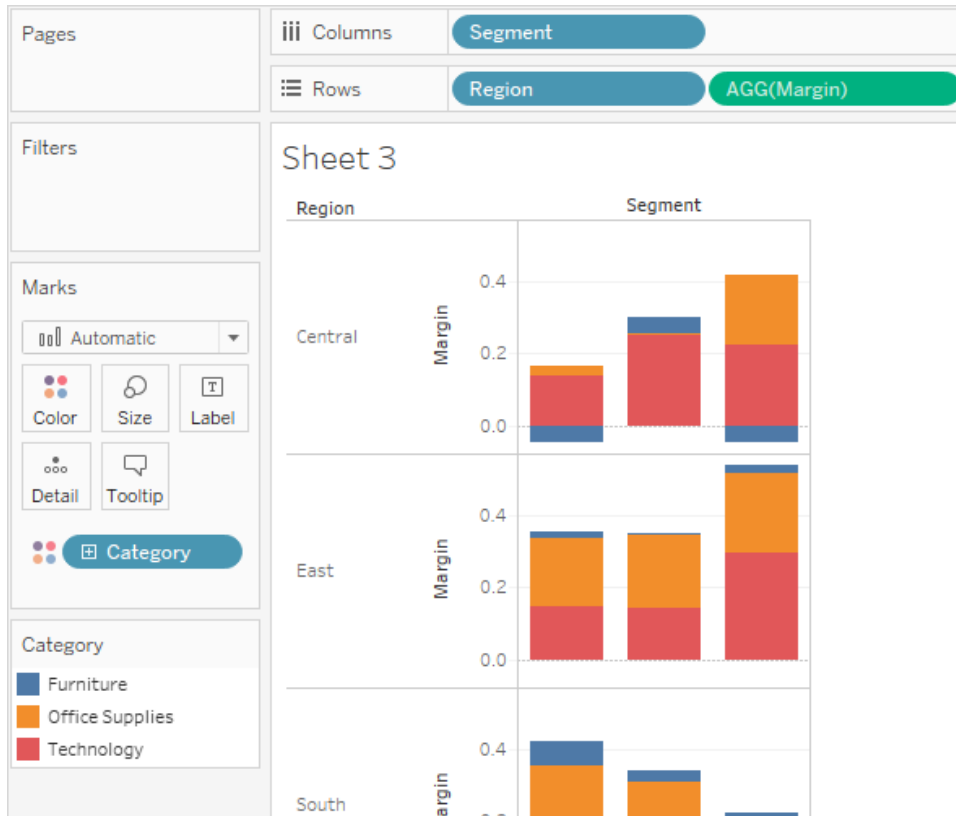 Pages
Columns
Segment
Rows
Region
AGG(Margin)
Filters
Sheet 3
Region
Segment
Marks
Automatic
Color
Size
Label
Detail
Tooltip
Category
Category
Furniture
Office Supplies
Technology
Central
Margin
0.4
0.2
0.0
East
Margin
0.4
0.2
0.0
South
0.4